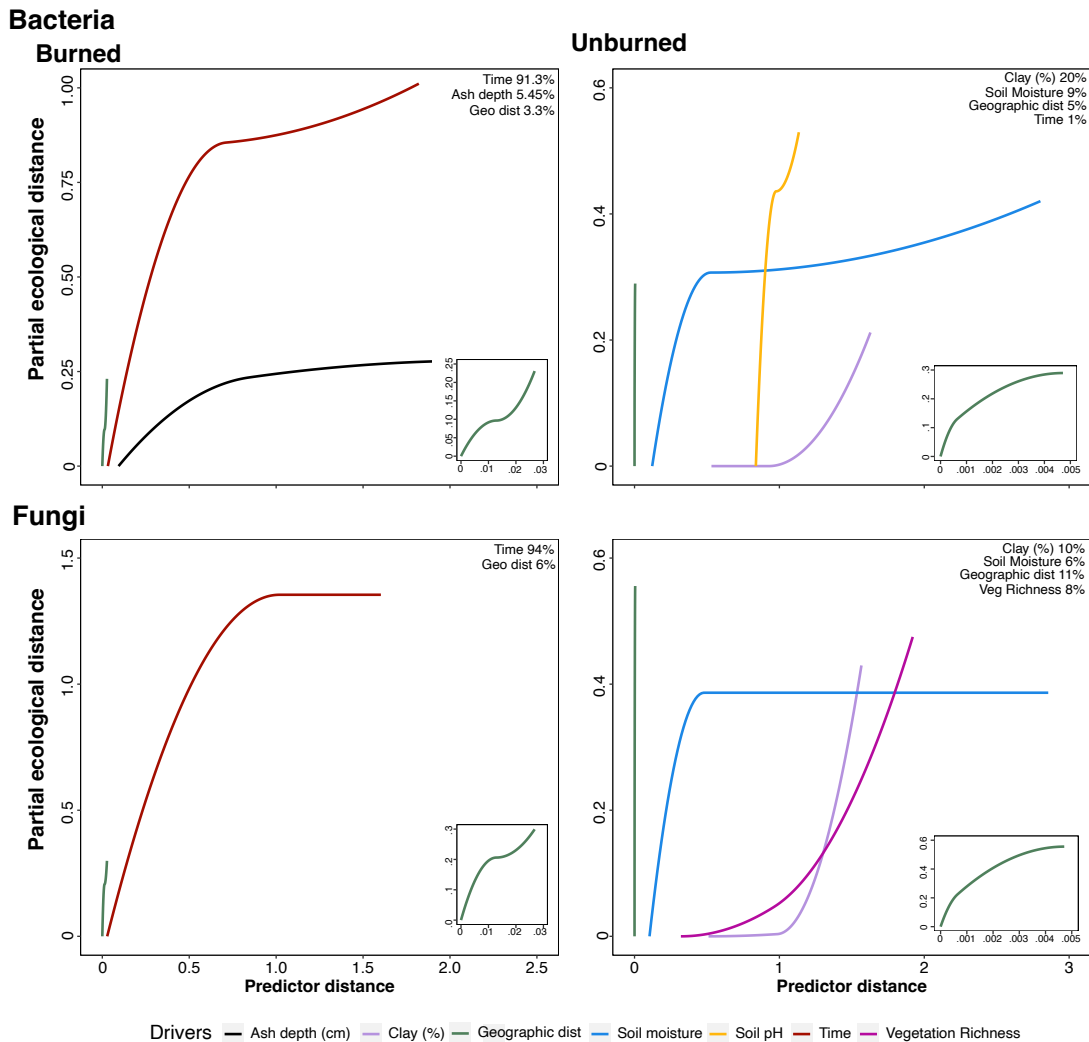 Bacteria
Burned
Unburned
Partial ecological distance
1.00
0.75
0.50
0.25
0
Time 91.3%
Ash depth 5.45%
Geo dist 3.3%
.25
.20
.15
.10
.05
0
0 .01 .02 .03
0.6
0.4
0.2
0
Clay (%) 20%
Soil Moisture 9%
Geographic dist 5%
Time 1%
.3
.2
.1
0
0 .001 .002 .003 .004 .005
Fungi
Partial ecological distance
1.5
1.0
0.5
0
Time 94%
Geo dist 6%
.3
.2
.1
.0
0 .01 .02 .03
0 0.5 1.0 1.5 2.0 2.5
Predictor distance
0.6
0.4
0.2
0
Clay (%) 10%
Soil Moisture 6%
Geographic dist 11%
Veg Richness 8%
0.6
0.4
0.2
0
0 .001 .002 .003 .004 .005
0 1 2 3
Predictor distance
Drivers Ash depth (cm) Clay (%) Geographic dist Soil moisture Soil pH Time Vegetation Richness